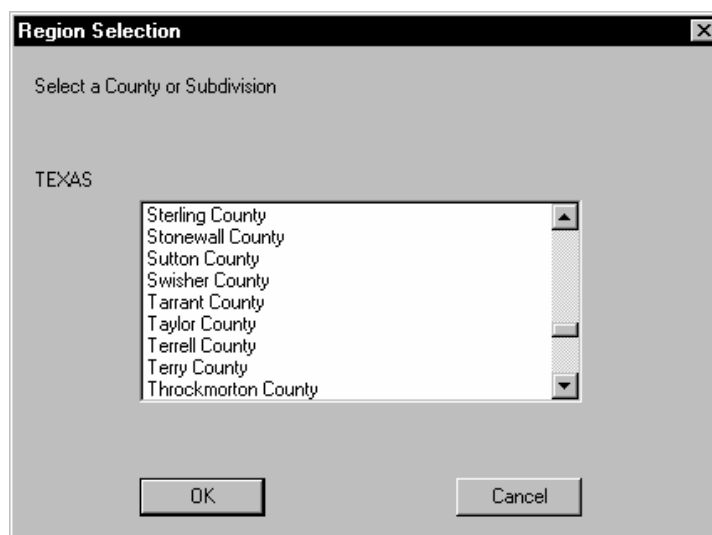 Region Selection
Select a County or Subdivision
TEXAS
Sterling County
Stonewall County
Sutton County
Swisher County
Tarrant County
Taylor County
Terrell County
Terry County
Throckmorton County
OK
Cancel